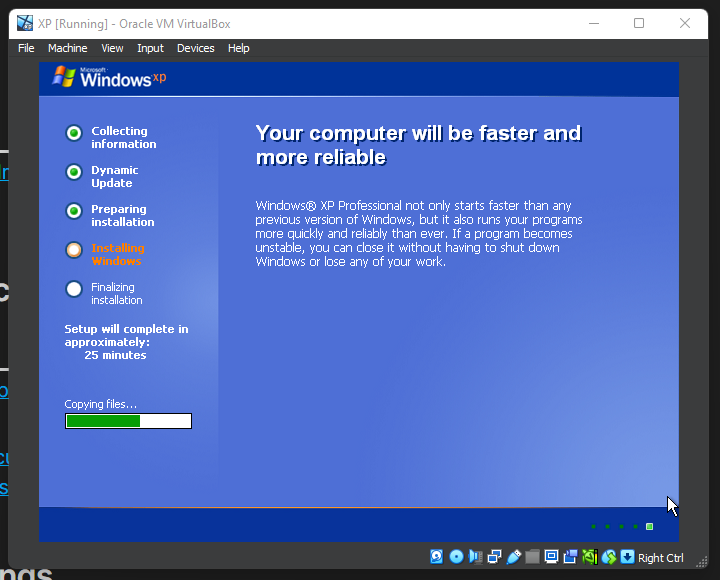 XP [Running] - Oracle VM VirtualBox
File Machine View Input Devices Help
Microsoft
Windows xp
Collecting
information
Dynamic
Update
Preparing
installation
Installing
Windows
Finalizing
installation
Setup will complete in
approximately:
25 minutes
Copying files...
Your computer will be faster and
more reliable
Windows® XP Professional not only starts faster than any
previous version of Windows, but it also runs your programs
more quickly and reliably than ever. If a program becomes
unstable, you can close it without having to shut down
Windows or lose any of your work.
Right Ctrl